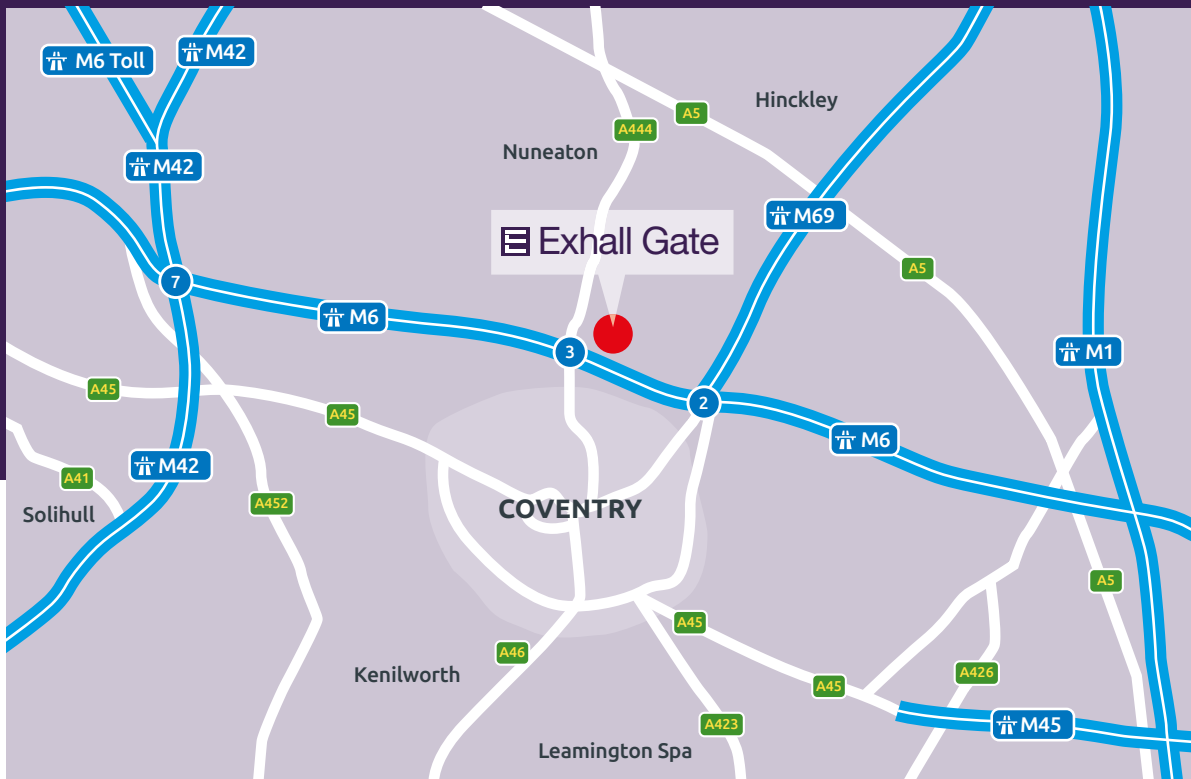 M6 Toll
M42
Hinckley
A5
A444
Nuneaton
M42
M69
Exhall Gate
A5
7
M6
3
M1
A45
2
A45
M6
M42
A41
A452
COVENTRY
Solihull
A5
A45
A46
Kenilworth
A426
A45
A423
M45
Leamington Spa